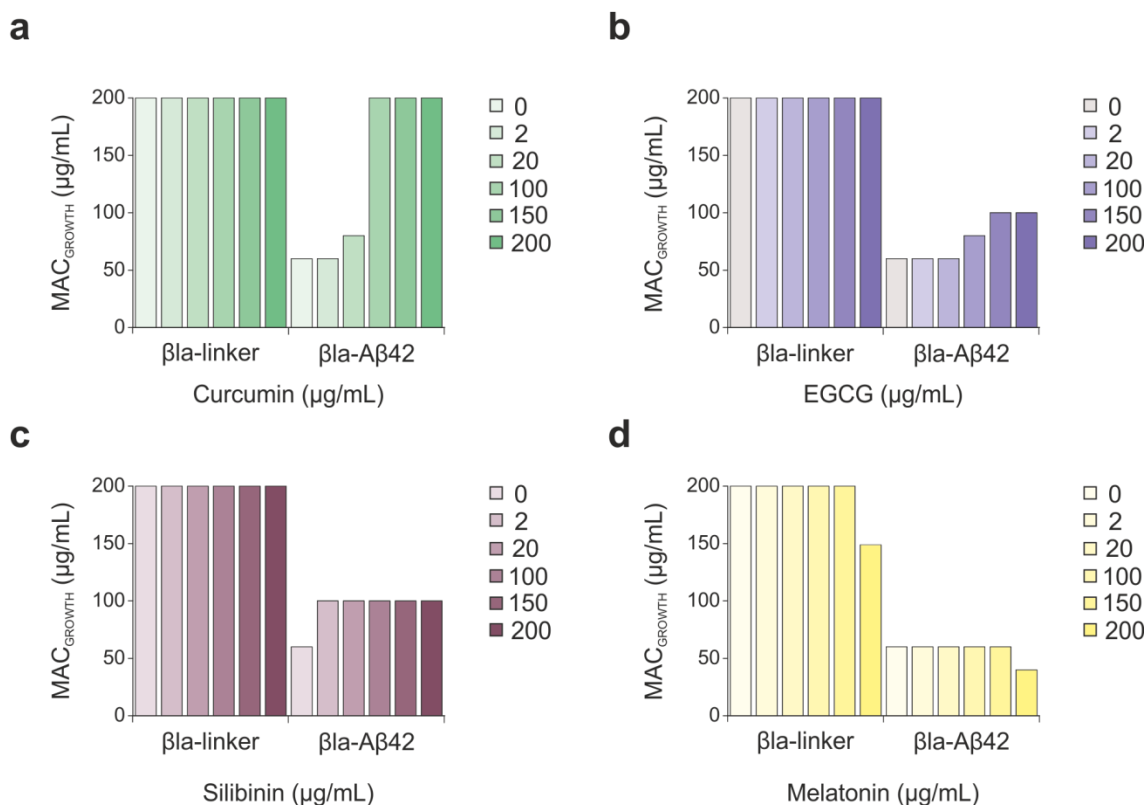 a
MAC_GROWTH (µg/mL)
200
150
100
50
0
βla-linker
βla-Aβ42
Curcumin (µg/mL)
0
2
20
100
150
200
b
MAC_GROWTH (µg/mL)
200
150
100
50
0
βla-linker
βla-Aβ42
EGCG (µg/mL)
0
2
20
100
150
200
c
MAC_GROWTH (µg/mL)
200
150
100
50
0
βla-linker
βla-Aβ42
Silibinin (µg/mL)
0
2
20
100
150
200
d
MAC_GROWTH (µg/mL)
200
150
100
50
0
βla-linker
βla-Aβ42
Melatonin (µg/mL)
0
2
20
100
150
200